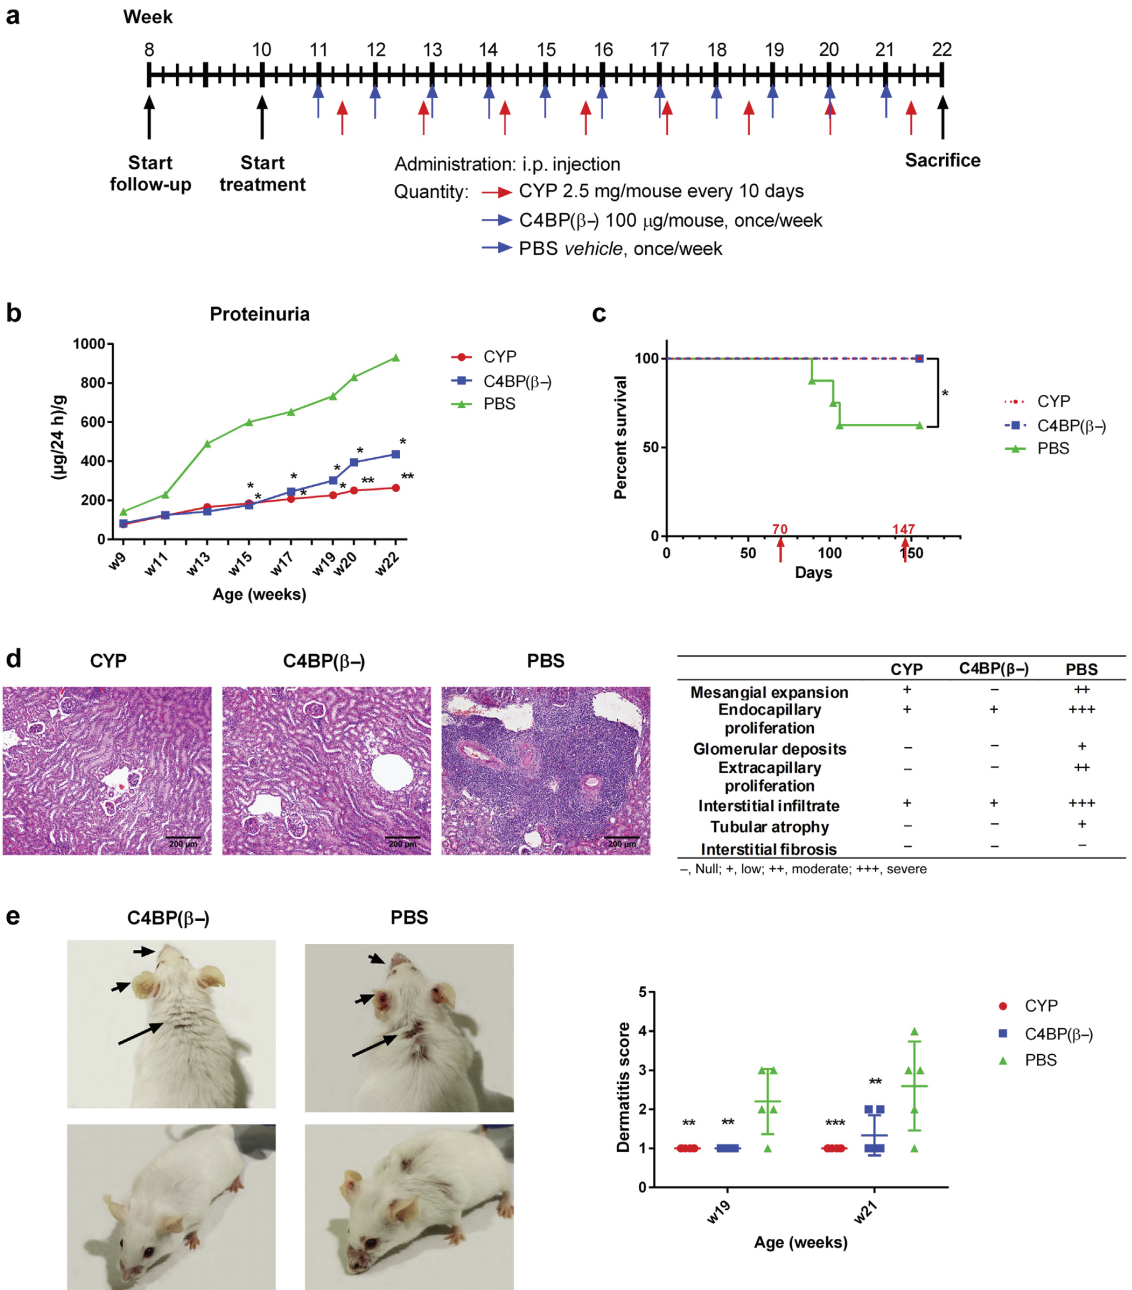 a
Week
8 10 11 12 13 14 15 16 17 18 19 20 21 22
Start
follow-up
Start
treatment
Sacrifice
Administration: i.p. injection
Quantity: CYP 2.5 mg/mouse every 10 days
C4BP(β–) 100 μg/mouse, once/week
PBS vehicle, once/week
b
Proteinuria
(μg/24 h)/g
1000
800
600
400
200
0
* * * * * * * ** * **
w9 w11 w13 w15 w17 w19 w20 w22
Age (weeks)
CYP
C4BP(β–)
PBS
c
Percent survival
100
50
0
*
70 147
0 50 100 150
Days
CYP
C4BP(β–)
PBS
d
CYP C4BP(β–) PBS
200 μm 200 μm 200 μm
CYP C4BP(β–) PBS
Mesangial expansion + – ++
Endocapillary + + +++
proliferation
Glomerular deposits – – +
Extracapillary – – ++
proliferation
Interstitial infiltrate + + +++
Tubular atrophy – – +
Interstitial fibrosis – – –
–, Null; +, low; ++, moderate; +++, severe
e
C4BP(β–) PBS
Dermatitis score
5
4
3
2
1
0
** ** *** **
w19 w21
Age (weeks)
CYP
C4BP(β–)
PBS